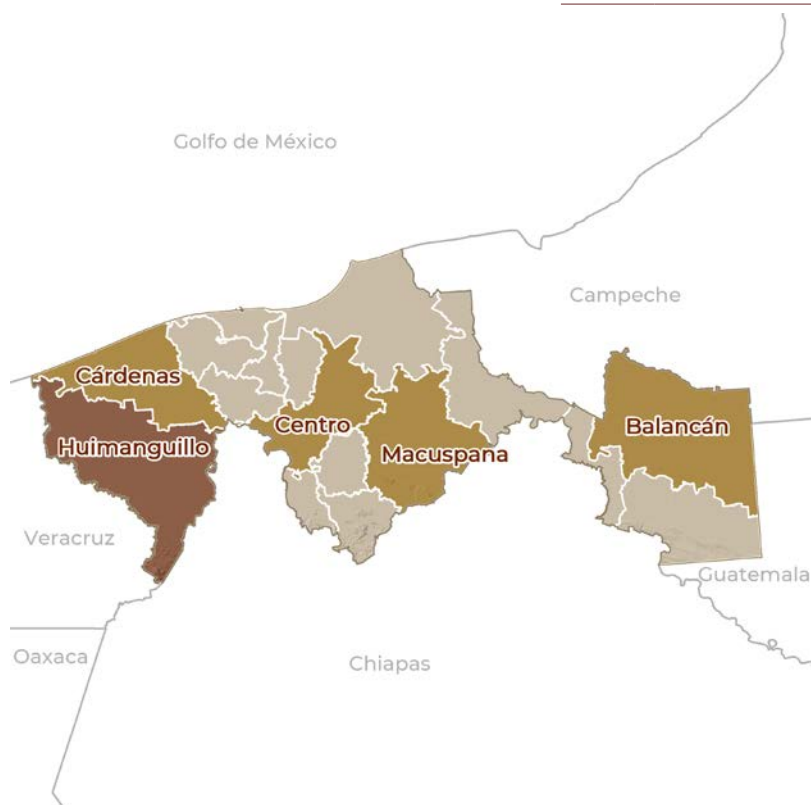 Golfo de México
Campeche
Cárdenas
Centro
Balancán
Huimanguillo
Macuspana
Veracruz
Guatemala
Oaxaca
Chiapas